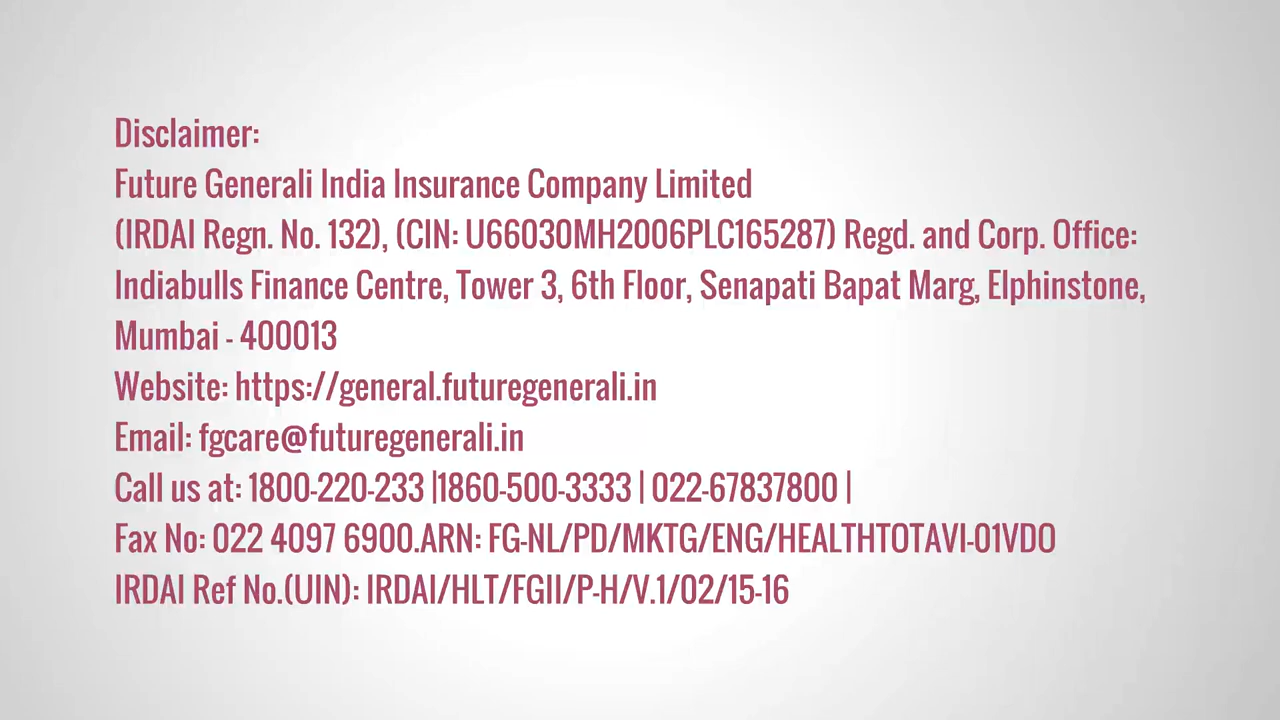 Disclaimer:
Future Generali India Insurance Company Limited
(IRDAI Regn. No. 132), (CIN: U66030MH2006PLC165287) Regd. and Corp. Office:
Indiabulls Finance Centre, Tower 3, 6th Floor, Senapati Bapat Marg, Elphinstone,
Mumbai - 400013
Website: https://general.futuregenerali.in
Email: fgcare@futuregenerali.in
Call us at: 1800-220-233 |1860-500-3333 | 022-67837800 |
Fax No: 022 4097 6900.ARN: FG-NL/PD/MKTG/ENG/HEALTHTOTAVI-01VDO
IRDAI Ref No.(UIN): IRDAI/HLT/FGII/P-H/V.1/02/15-16